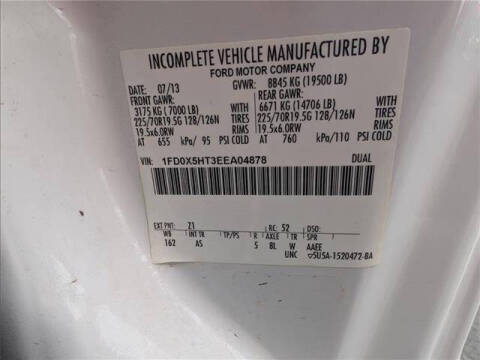 INCOMPLETE VEHICLE MANUFACTURED BY
FORD MOTOR COMPANY
DATE: 07/13 GVWR: 8845 KG (19500 LB)
FRONT GAWR: REAR GAWR:
3175 KG (7000 LB) WITH 6671 KG (14706 LB) WITH
225/70R19.5G 128/126N TIRES 225/70R19.5G 128/126N TIRES
19.5x6.0RW RIMS 19.5x6.0RW RIMS
AT 655 kPa/ 95 PSI COLD AT 760 kPa/110 PSI COLD
VIN: 1FD0X5HT3EEA04878 DUAL
EXT PNT: Z1 RC: 52 DSO:
WB INT TR TP/PS R AXLE TR SPR
162 AS 5 BL W AAEE
UNC 5U5A-1520472-BA